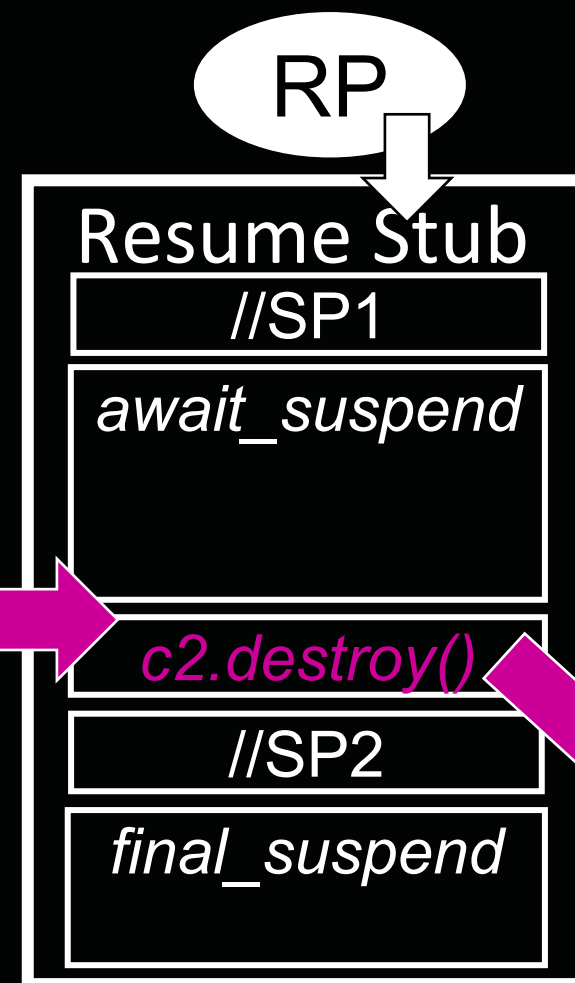 RP
Resume Stub
//SP1
await_suspend
c2.destroy()
//SP2
final_suspend